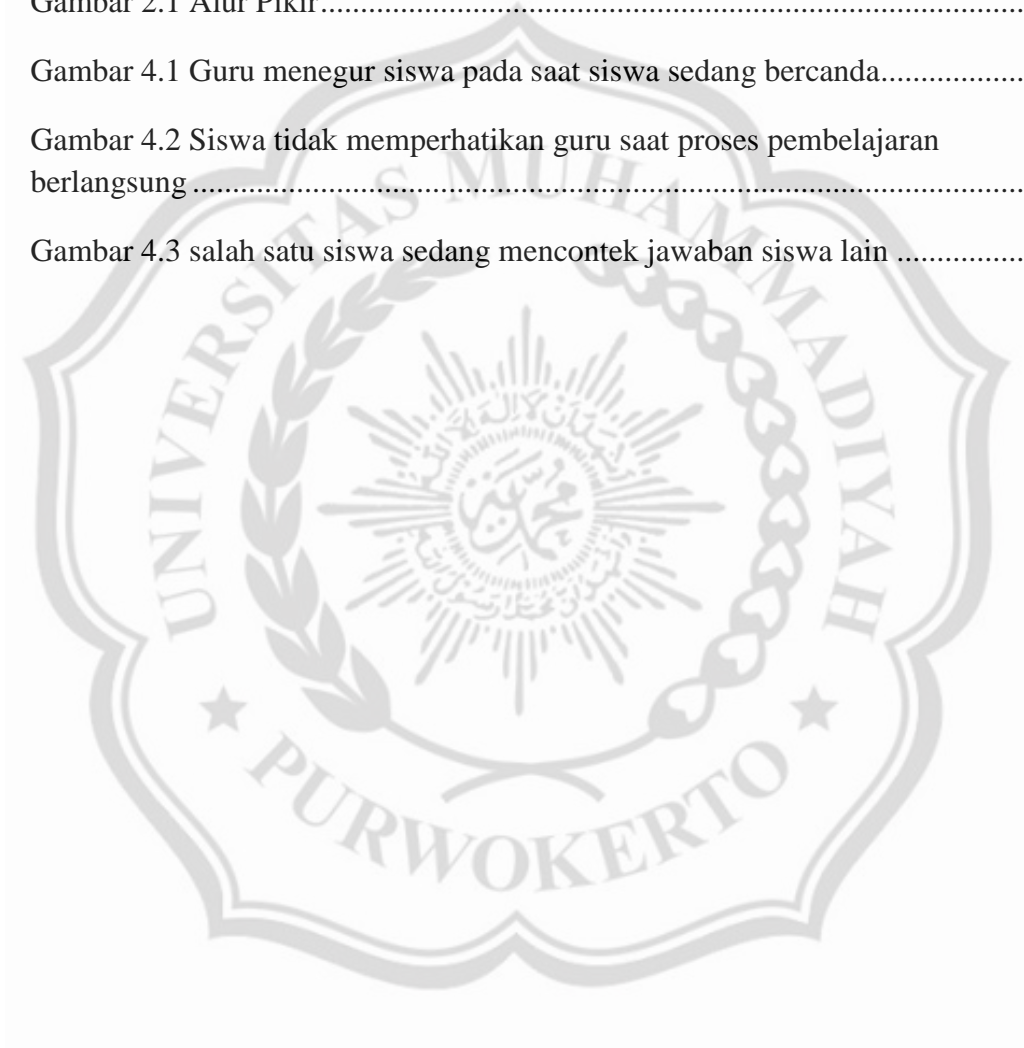 Gambar 2.1 Alur Pikir.......................................................................................
Gambar 4.1 Guru menegur siswa pada saat siswa sedang bercanda..................
Gambar 4.2 Siswa tidak memperhatikan guru saat proses pembelajaran
berlangsung........................................................................................................
Gambar 4.3 salah satu siswa sedang mencontek jawaban siswa lain ................
UNIVERSITAS MUHAMMADIYAH
محمد
PURWOKERTO